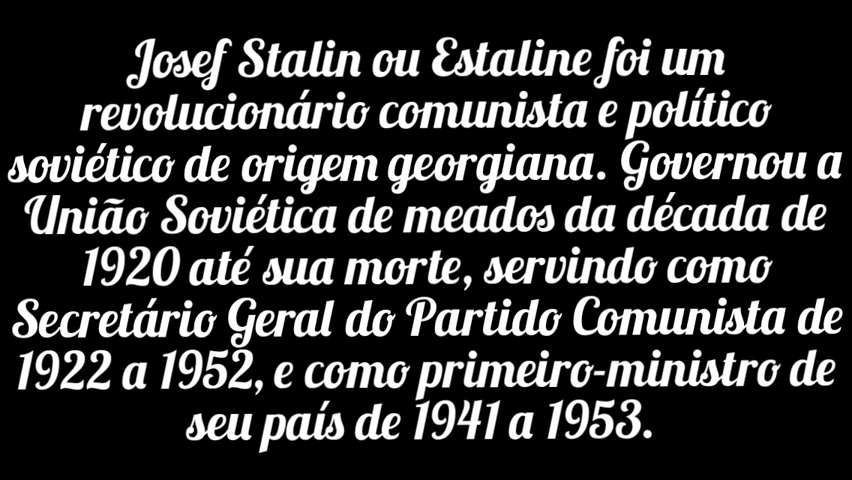 Josef Stalin ou Estaline foi um
revolucionário comunista e político
soviético de origem georgiana. Governou a
União Soviética de meados da década de
1920 até sua morte, servindo como
Secretário Geral do Partido Comunista de
1922 a 1952, e como primeiro-ministro de
seu país de 1941 a 1953.